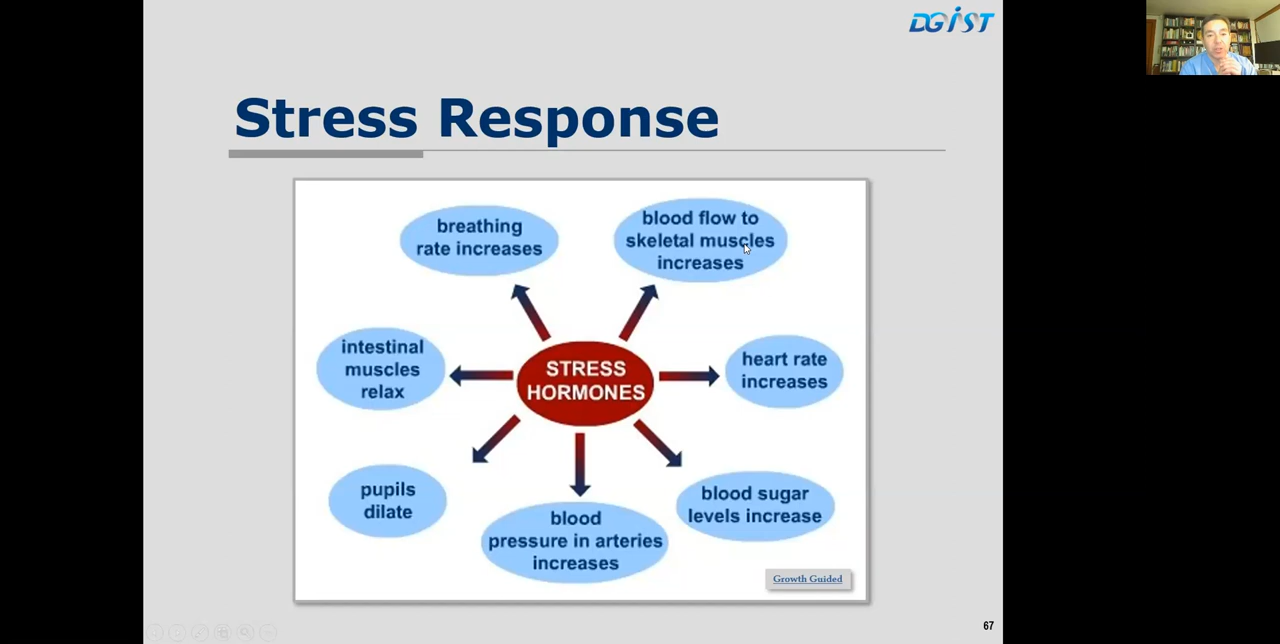 DGIST
Stress Response
breathing
rate increases
blood flow to
skeletal muscles
increases
intestinal
muscles
relax
STRESS
HORMONES
heart rate
increases
pupils
dilate
blood
pressure in arteries
increases
blood sugar
levels increase
Growth Guided
67